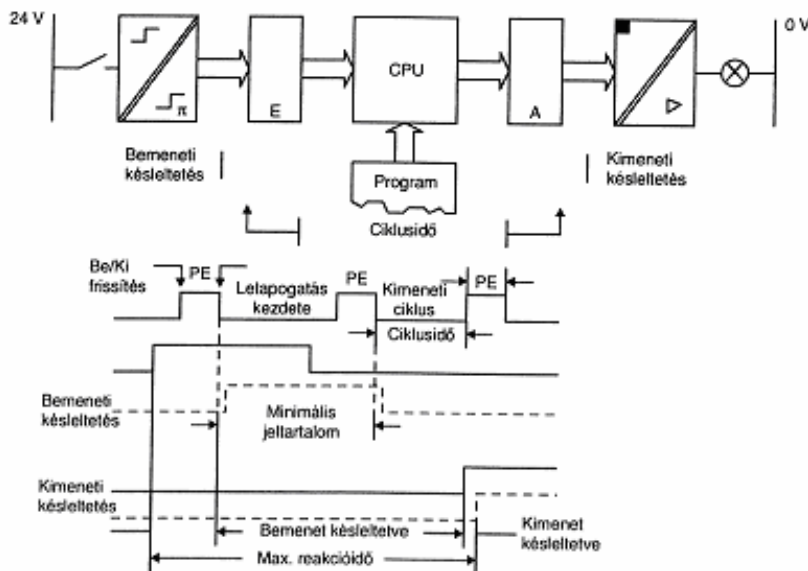 24 V
0 V
π
E
CPU
A
Bemeneti
késleltetés
Program
Ciklusidő
Kimeneti
késleltetés
Be/Ki
frissítés
PE
Letapogatás
kezdete
PE
Kimeneti
ciklus
PE
Ciklusidő
Bemeneti
késleltetés
Minimális
jeltartalom
Kimeneti
késleltetés
Bemenet késleltetve
Kimenet
késleltetve
Max. reakcióidő